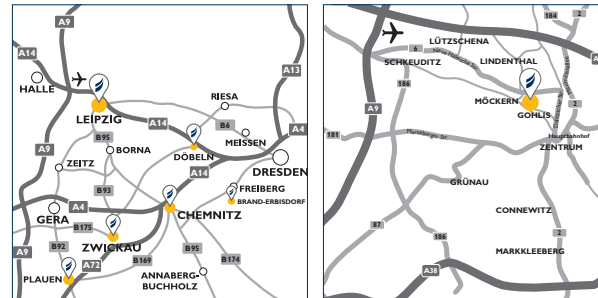 A9
A14
A13
HALLE
RIESA
LEIPZIG
B6
A14
A4
B95
MEISSEN
BORNA
DÖBELN
A9
ZEITZ
DRESDEN
A14
B93
FREIBERG
BRAND-ERBISDORF
A4
GERA
CHEMNITZ
B175
ZWICKAU
B92
B95
A9
B169
B174
A72
PLAUEN
ANNABERG-
BUCHHOLZ
184
2
LÜTZSCHENA
6
SCHKEUDITZ
LINDENTHAL
186
MÖCKERN
A9
GOHLIS
2
181
Hauptbahnhof
ZENTRUM
GRÜNAU
CONNEWITZ
87
186
2
MARKKLEEBERG
A38